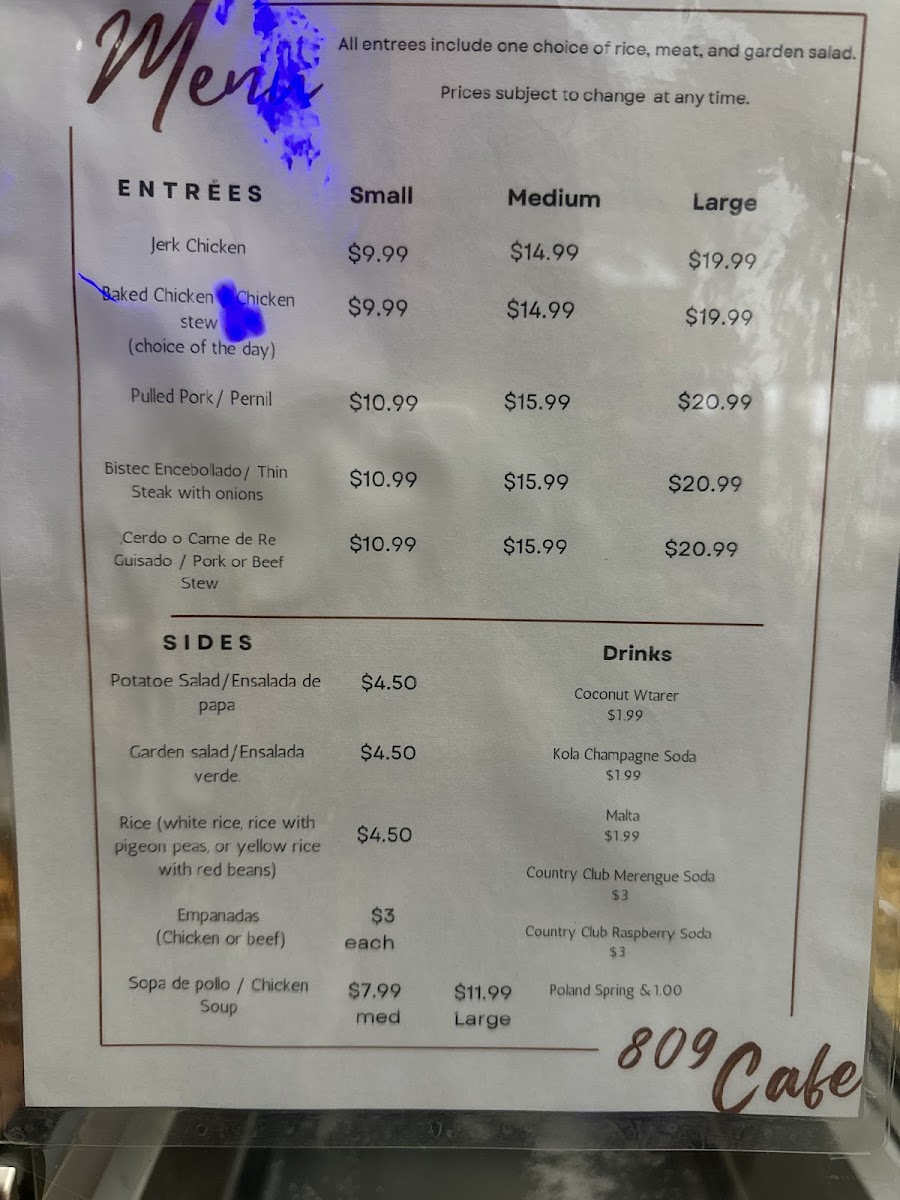 Menu
All entrees include one choice of rice, meat, and garden salad.
Prices subject to change at any time.
ENTRÉES Small Medium Large
Jerk Chicken $9.99 $14.99 $19.99
Baked Chicken Chicken $9.99 $14.99 $19.99
stew
(choice of the day)
Pulled Pork/ Pernil $10.99 $15.99 $20.99
Bistec Encebollado/ Thin $10.99 $15.99 $20.99
Steak with onions
Cerdo o Carne de Re $10.99 $15.99 $20.99
Guisado / Pork or Beef
Stew
SIDES
Potatoe Salad/Ensalada de $4.50
papa
Garden salad/Ensalada $4.50
verde.
Rice (white rice, rice with
pigeon peas, or yellow rice $4.50
with red beans)
Empanadas $3
(Chicken or beef) each
Sopa de pollo / Chicken $7.99 $11.99
Soup med Large
Drinks
Coconut Wtarer
$1.99
Kola Champagne Soda
$1.99
Malta
$1.99
Country Club Merengue Soda
$3
Country Club Raspberry Soda
$3
Poland Spring &1.00
809 Cafe